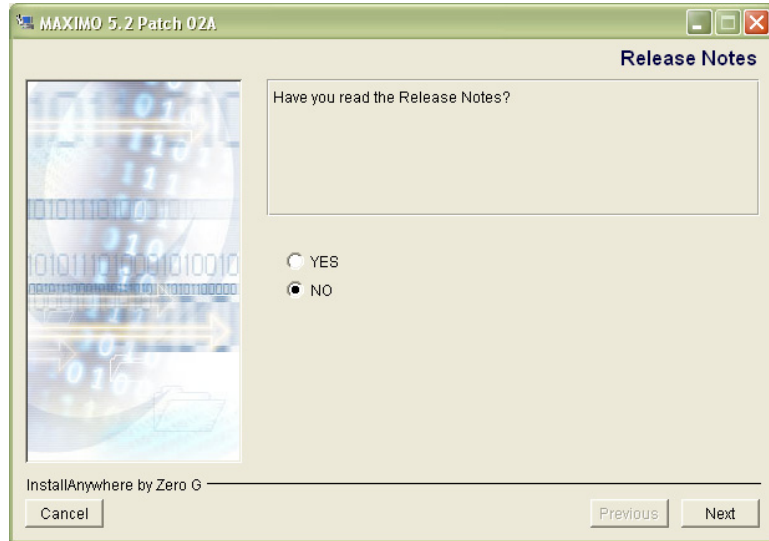 MAXIMO 5.2 Patch 02A
Release Notes
Have you read the Release Notes?
YES
NO
InstallAnywhere by Zero G
Cancel
Previous
Next